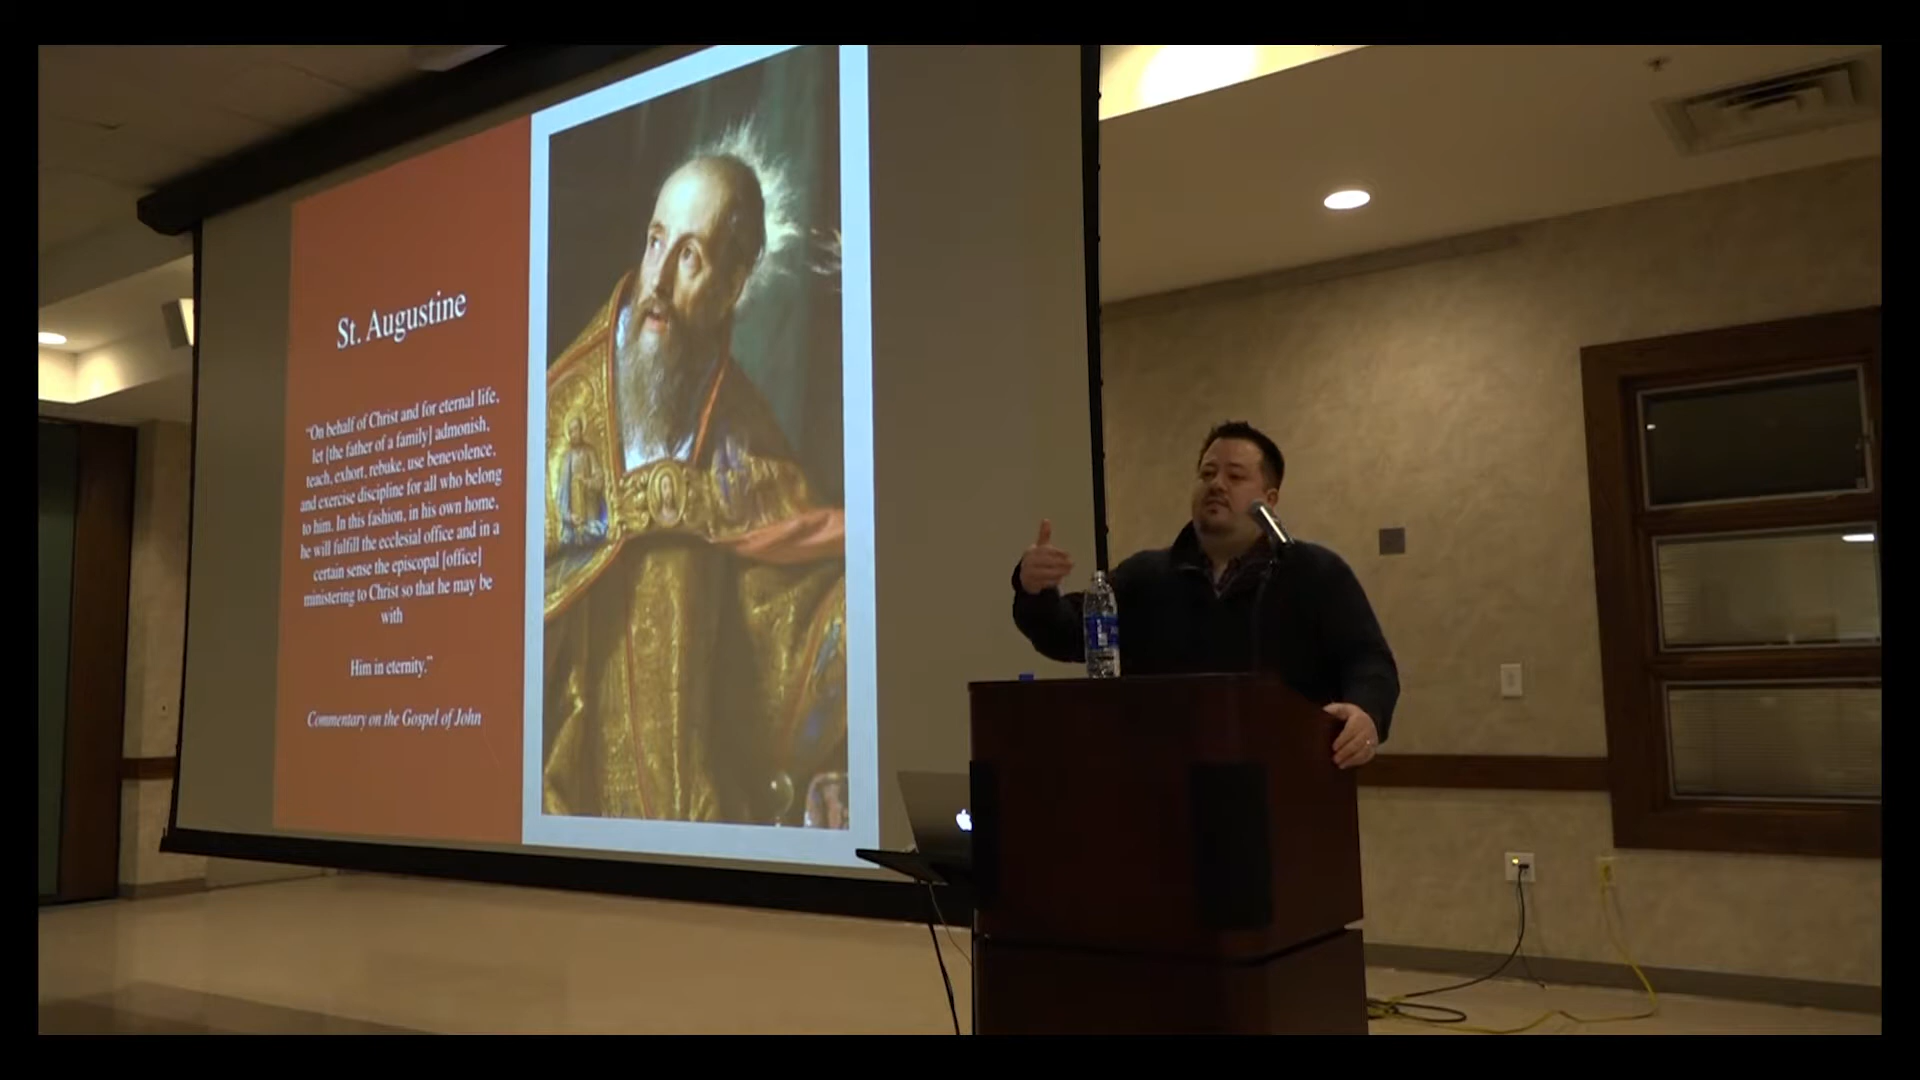 St. Augustine
“On behalf of Christ and for eternal life,
let [the father of a family] admonish,
teach, exhort, rebuke, use benevolence,
and exercise discipline for all who belong
to him. In this fashion, in his own home,
he will fulfill the ecclesial office and in a
certain sense the episcopal [office]
ministering to Christ so that he may be
with
Him in eternity.”
Commentary on the Gospel of John